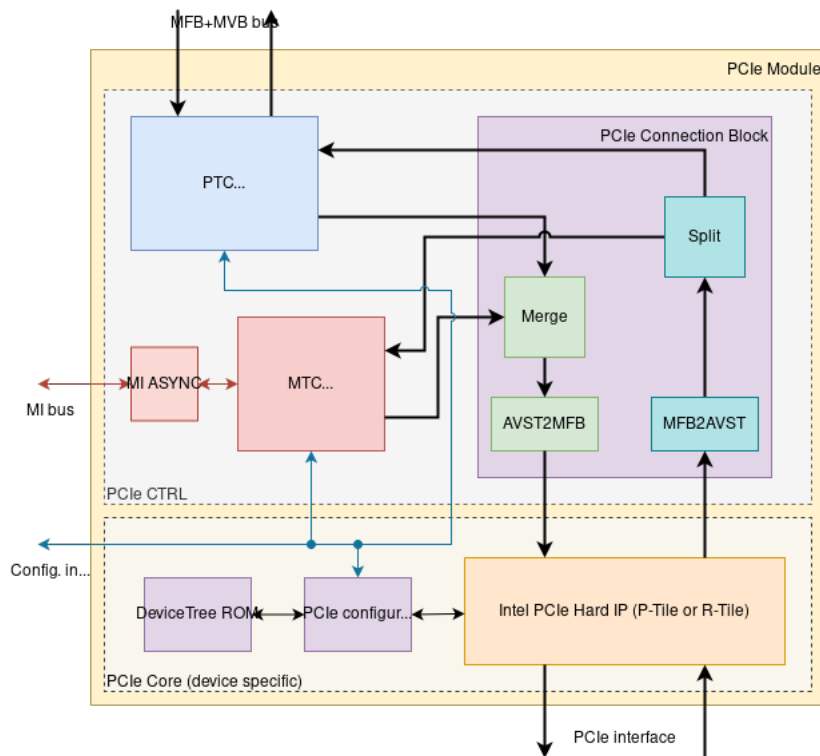 MFB+MVB bus
PCIe Module
PCIe Connection Block
PTC...
Split
Merge
MI ASYNC
MTC...
MI bus
AVST2MFB
MFB2AVST
PCIe CTRL
Config. in...
DeviceTree ROM
PCIe configur...
Intel PCIe Hard IP (P-Tile or R-Tile)
PCIe Core (device specific)
PCIe interface